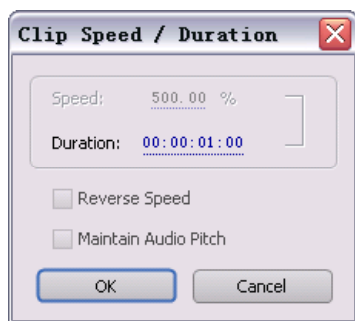 Clip Speed / Duration
Speed: 500.00 %
Duration: 00:00:01:00
Reverse Speed
Maintain Audio Pitch
OK Cancel